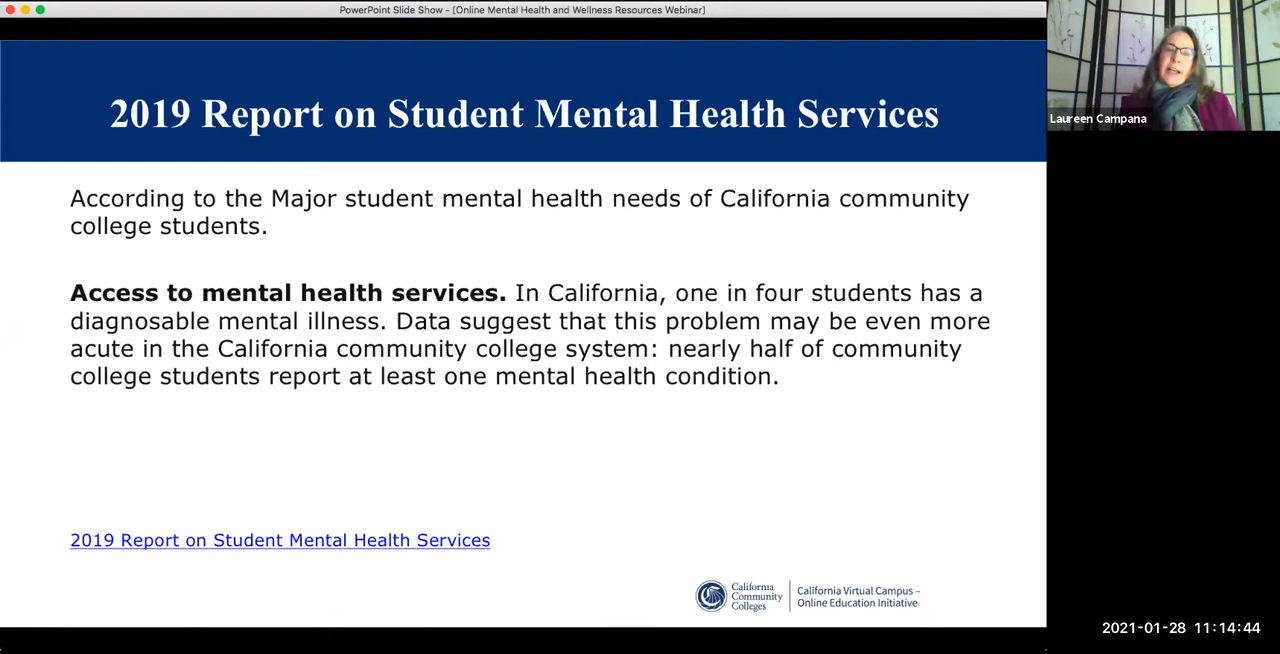 PowerPoint Slide Show - [Online Mental Health and Wellness Resources Webinar]
2019 Report on Student Mental Health Services
Laureen Campana
According to the Major student mental health needs of California community
college students.
Access to mental health services. In California, one in four students has a
diagnosable mental illness. Data suggest that this problem may be even more
acute in the California community college system: nearly half of community
college students report at least one mental health condition.
2019 Report on Student Mental Health Services
California
Community
Colleges
California Virtual Campus –
Online Education Initiative
2021-01-28 11:14:44